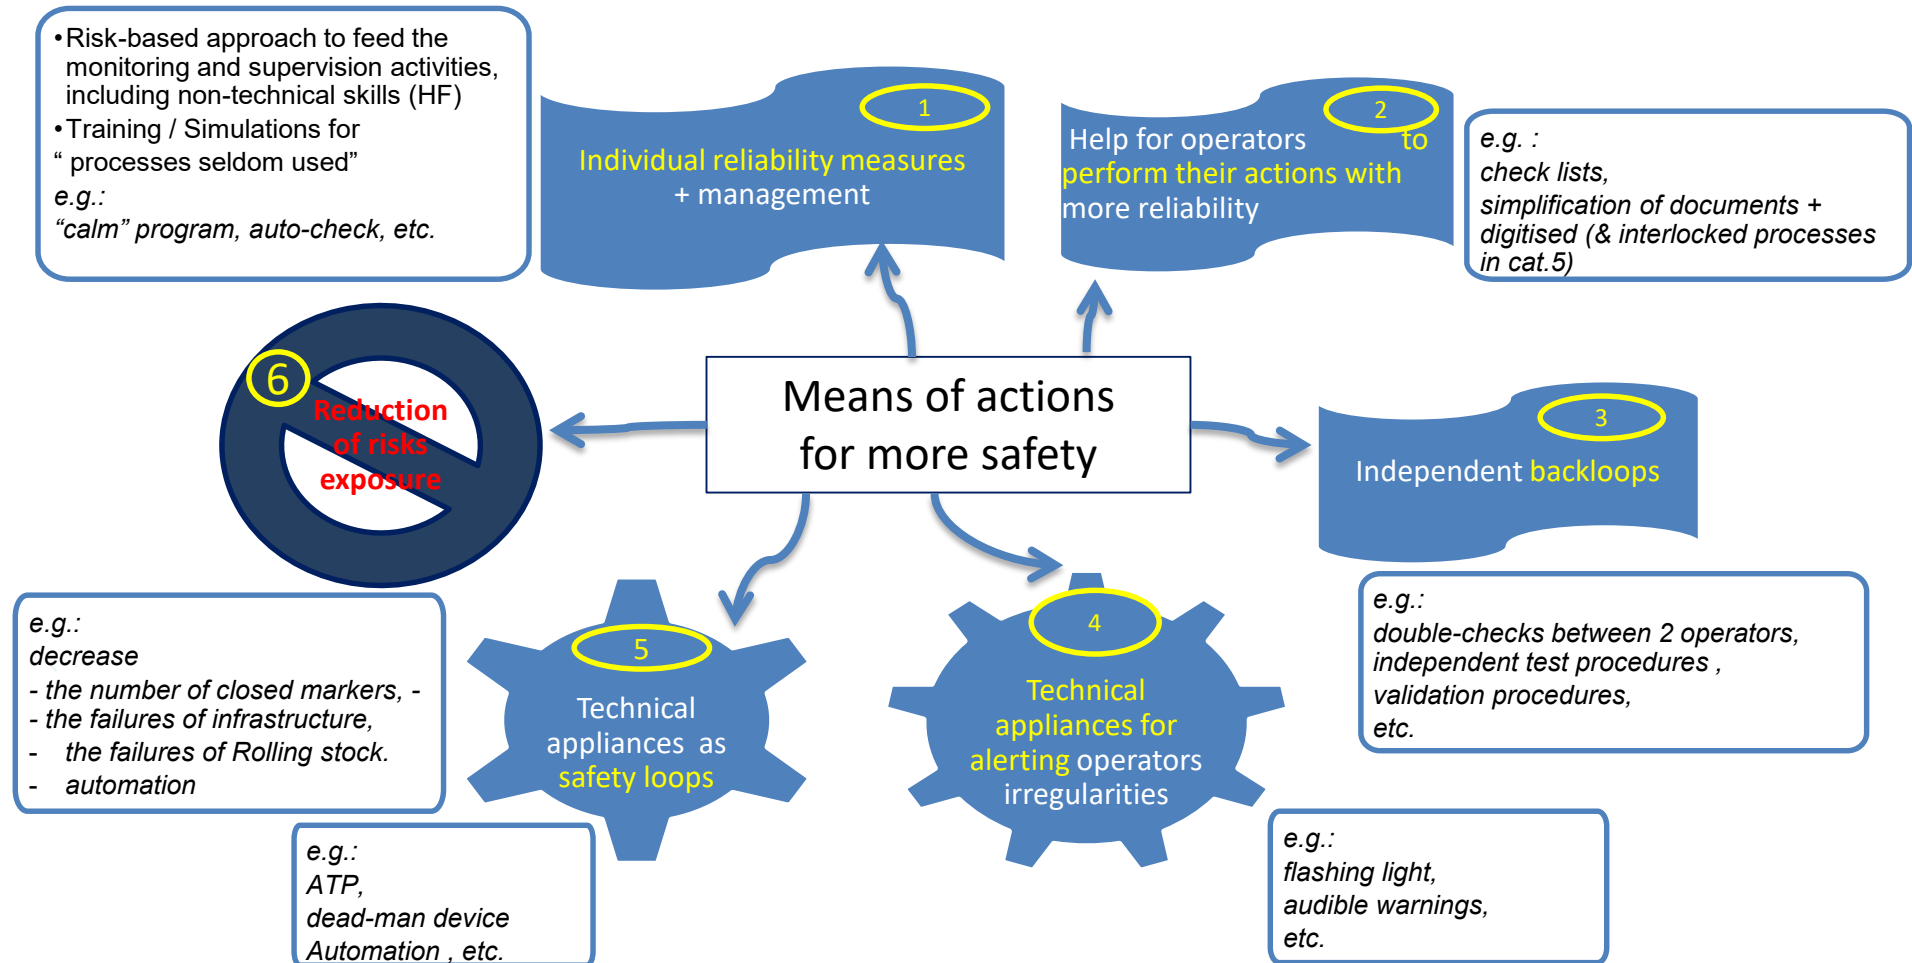 •Risk-based approach to feed the
monitoring and supervision activities,
including non-technical skills (HF)
•Training / Simulations for
“ processes seldom used”
e.g.:
“calm” program, auto-check, etc.
1
Individual reliability measures
+ management
2
Help for operators to
perform their actions with
more reliability
e.g. :
check lists,
simplification of documents +
digitised (& interlocked processes
in cat.5)
6
Reduction
of risks
exposure
Means of actions
for more safety
3
Independent backloops
e.g.:
decrease
- the number of closed markers, -
- the failures of infrastructure,
- the failures of Rolling stock.
- automation
5
Technical
appliances as
safety loops
4
Technical
appliances for
alerting operators
irregularities
e.g.:
double-checks between 2 operators,
independent test procedures ,
validation procedures,
etc.
e.g.:
ATP,
dead-man device
Automation , etc.
e.g.:
flashing light,
audible warnings,
etc.